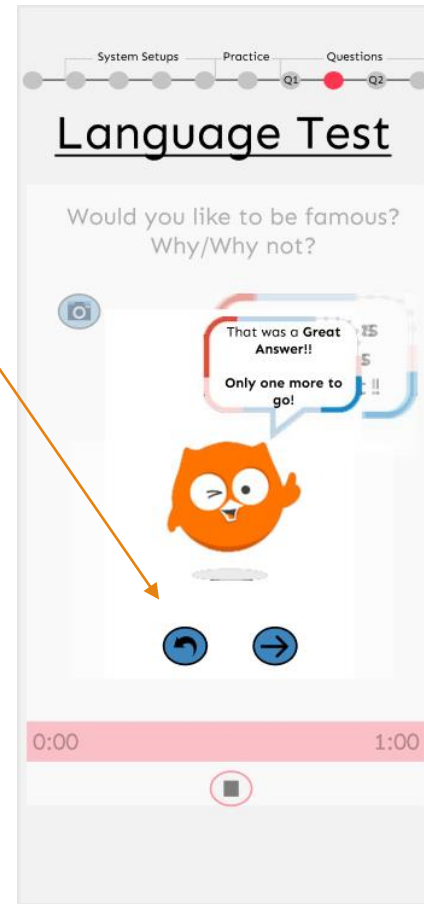 System Setups Practice Questions
Q1 Q2
Language Test
Would you like to be famous?
Why/Why not?
That was a Great
Answer!!
Only one more to
go!
0:00 1:00